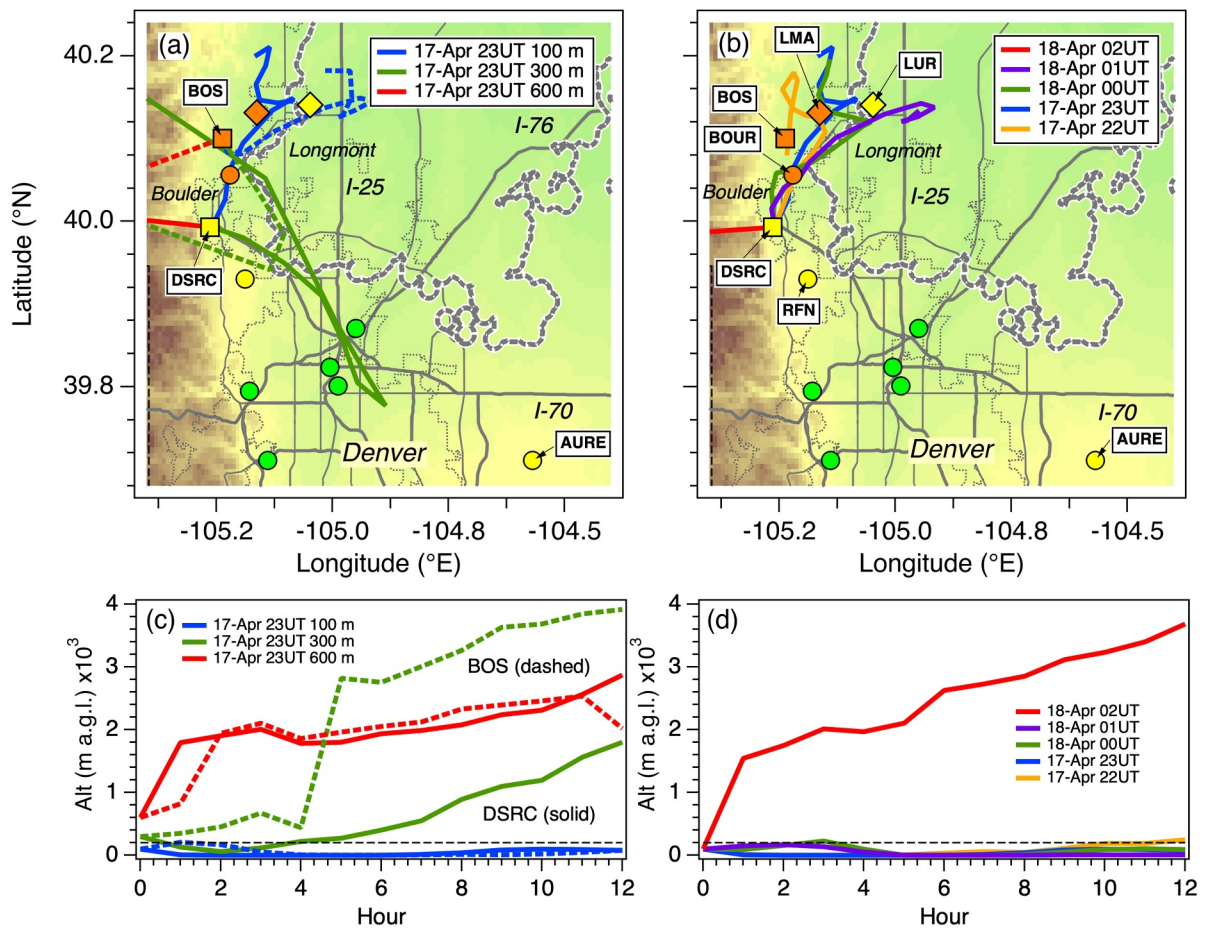 (a)
17-Apr 23UT 100 m
17-Apr 23UT 300 m
17-Apr 23UT 600 m
BOS
I-76
Longmont
I-25
Boulder
DSRC
I-70
Denver
AURE
40.2
40.0
39.8
Latitude (°N)
-105.2
-105.0
-104.8
-104.5
Longitude (°E)
(b)
LMA
18-Apr 02UT
18-Apr 01UT
18-Apr 00UT
17-Apr 23UT
17-Apr 22UT
LUR
BOS
BOUR
I-76
Longmont
Boulder
I-25
DSRC
RFN
I-70
Denver
AURE
-105.2
-105.0
-104.8
-104.5
Longitude (°E)
(c)
17-Apr 23UT 100 m
17-Apr 23UT 300 m
17-Apr 23UT 600 m
BOS (dashed)
DSRC (solid)
4
3
2
1
0
Alt (m a.g.l.) x10³
0
2
4
6
8
10
12
Hour
(d)
18-Apr 02UT
18-Apr 01UT
18-Apr 00UT
17-Apr 23UT
17-Apr 22UT
4
3
2
1
0
Alt (m a.g.l.) x10³
0
2
4
6
8
10
12
Hour